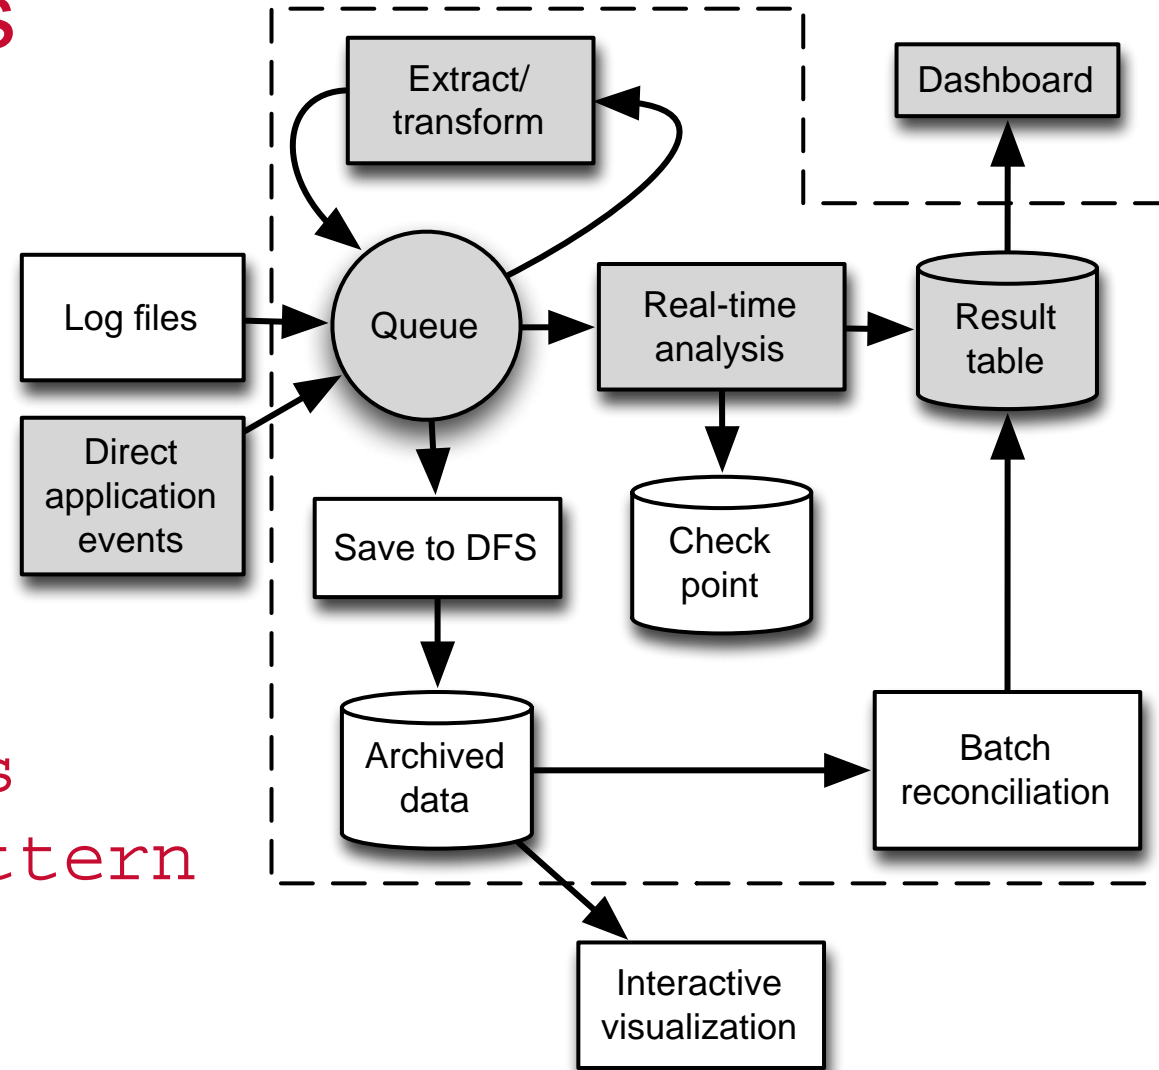 s
Extract/
transform
Dashboard
Log files
Queue
Real-time
analysis
Result
table
Direct
application
events
Save to DFS
Check
point
Archived
data
Batch
reconciliation
s
ttern
Interactive
visualization